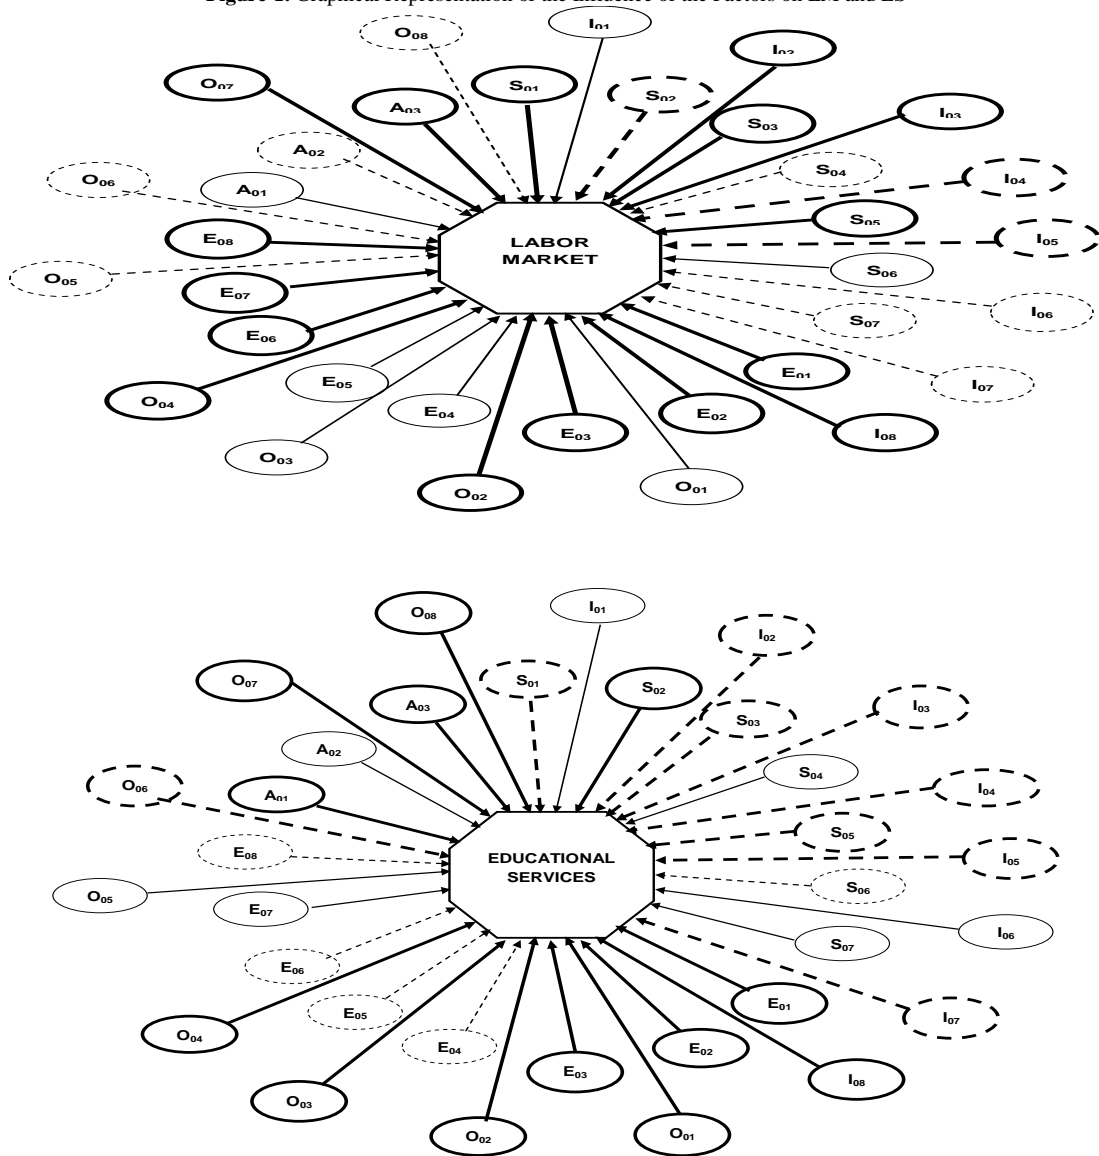 Figure 1. Graphical Representation of the Influence of the Factors on LM and ES
I₀₁
O₀₈
I₀₂
O₀₇
S₀₁
S₀₂
A₀₃
I₀₃
S₀₃
A₀₂
S₀₄
O₀₆
I₀₄
A₀₁
S₀₅
E₀₈
I₀₅
LABOR
MARKET
S₀₆
O₀₅
E₀₇
I₀₆
S₀₇
E₀₆
E₀₁
E₀₅
I₀₇
O₀₄
E₀₄
E₀₂
E₀₃
I₀₈
O₀₃
O₀₂
O₀₁
I₀₁
O₀₈
I₀₂
O₀₇
S₀₁
S₀₂
A₀₃
I₀₃
S₀₃
A₀₂
S₀₄
O₀₆
I₀₄
A₀₁
S₀₅
E₀₈
I₀₅
EDUCATIONAL
SERVICES
S₀₆
O₀₅
E₀₇
I₀₆
S₀₇
E₀₆
E₀₁
E₀₅
I₀₇
O₀₄
E₀₄
E₀₂
E₀₃
I₀₈
O₀₃
O₀₂
O₀₁